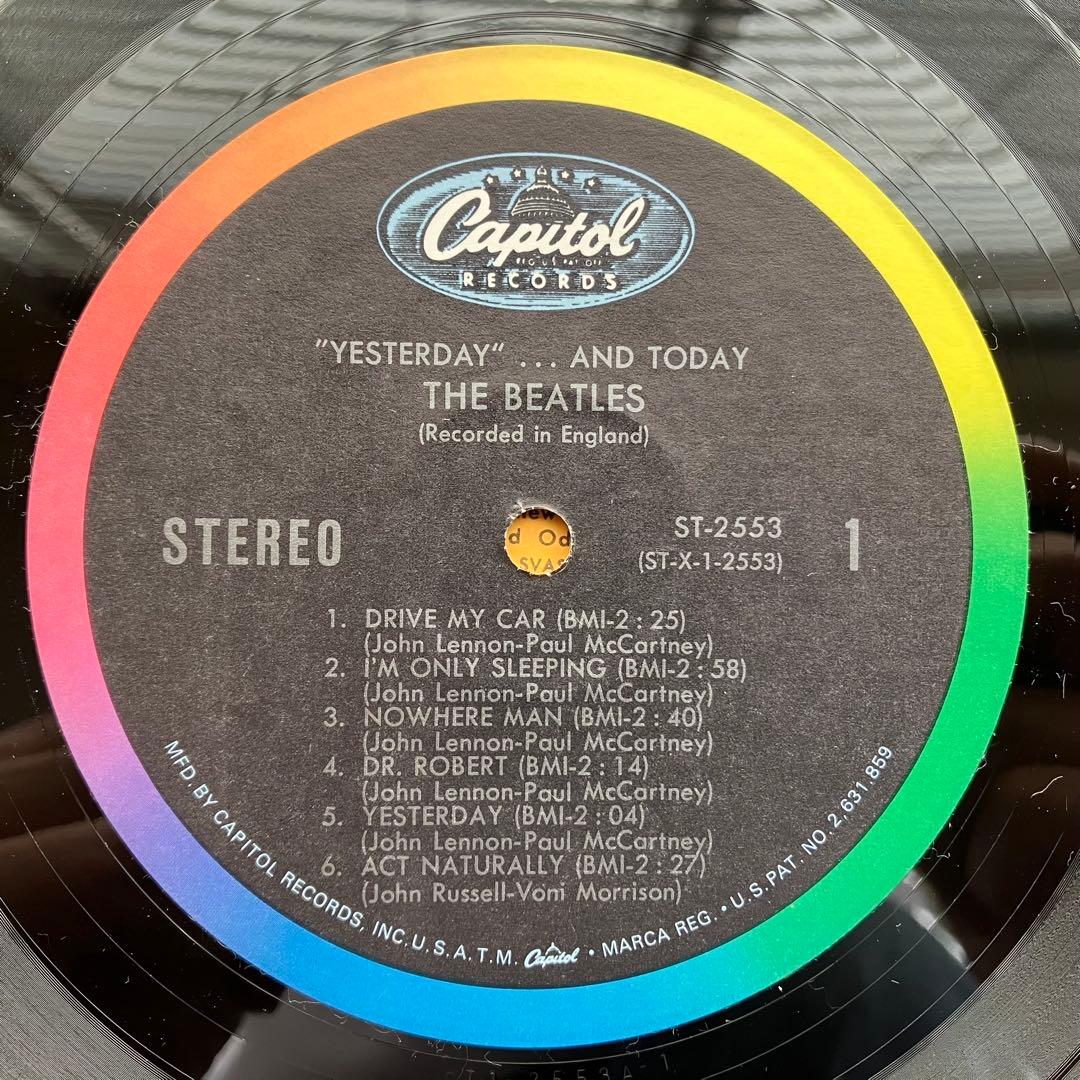 Capitol
RECORDS
"YESTERDAY" ... AND TODAY
THE BEATLES
(Recorded in England)
STEREO
ST-2553
(ST-X-1-2553)
1
ew
d Od
SVAS
1. DRIVE MY CAR (BMI-2:25)
(John Lennon-Paul McCartney)
2. I'M ONLY SLEEPING (BMI-2:58)
(John Lennon-Paul McCartney)
3. NOWHERE MAN (BMI-2:40)
(John Lennon-Paul McCartney)
4. DR. ROBERT (BMI-2:14)
(John Lennon-Paul McCartney)
5. YESTERDAY (BMI-2:04)
(John Lennon-Paul McCartney)
6. ACT NATURALLY (BMI-2:27)
(John Russell-Voni Morrison)
MFD. BY CAPITOL RECORDS, INC. U.S.A. T.M. Capitol • MARCA REG. • U.S. PAT. NO. 2,631,859